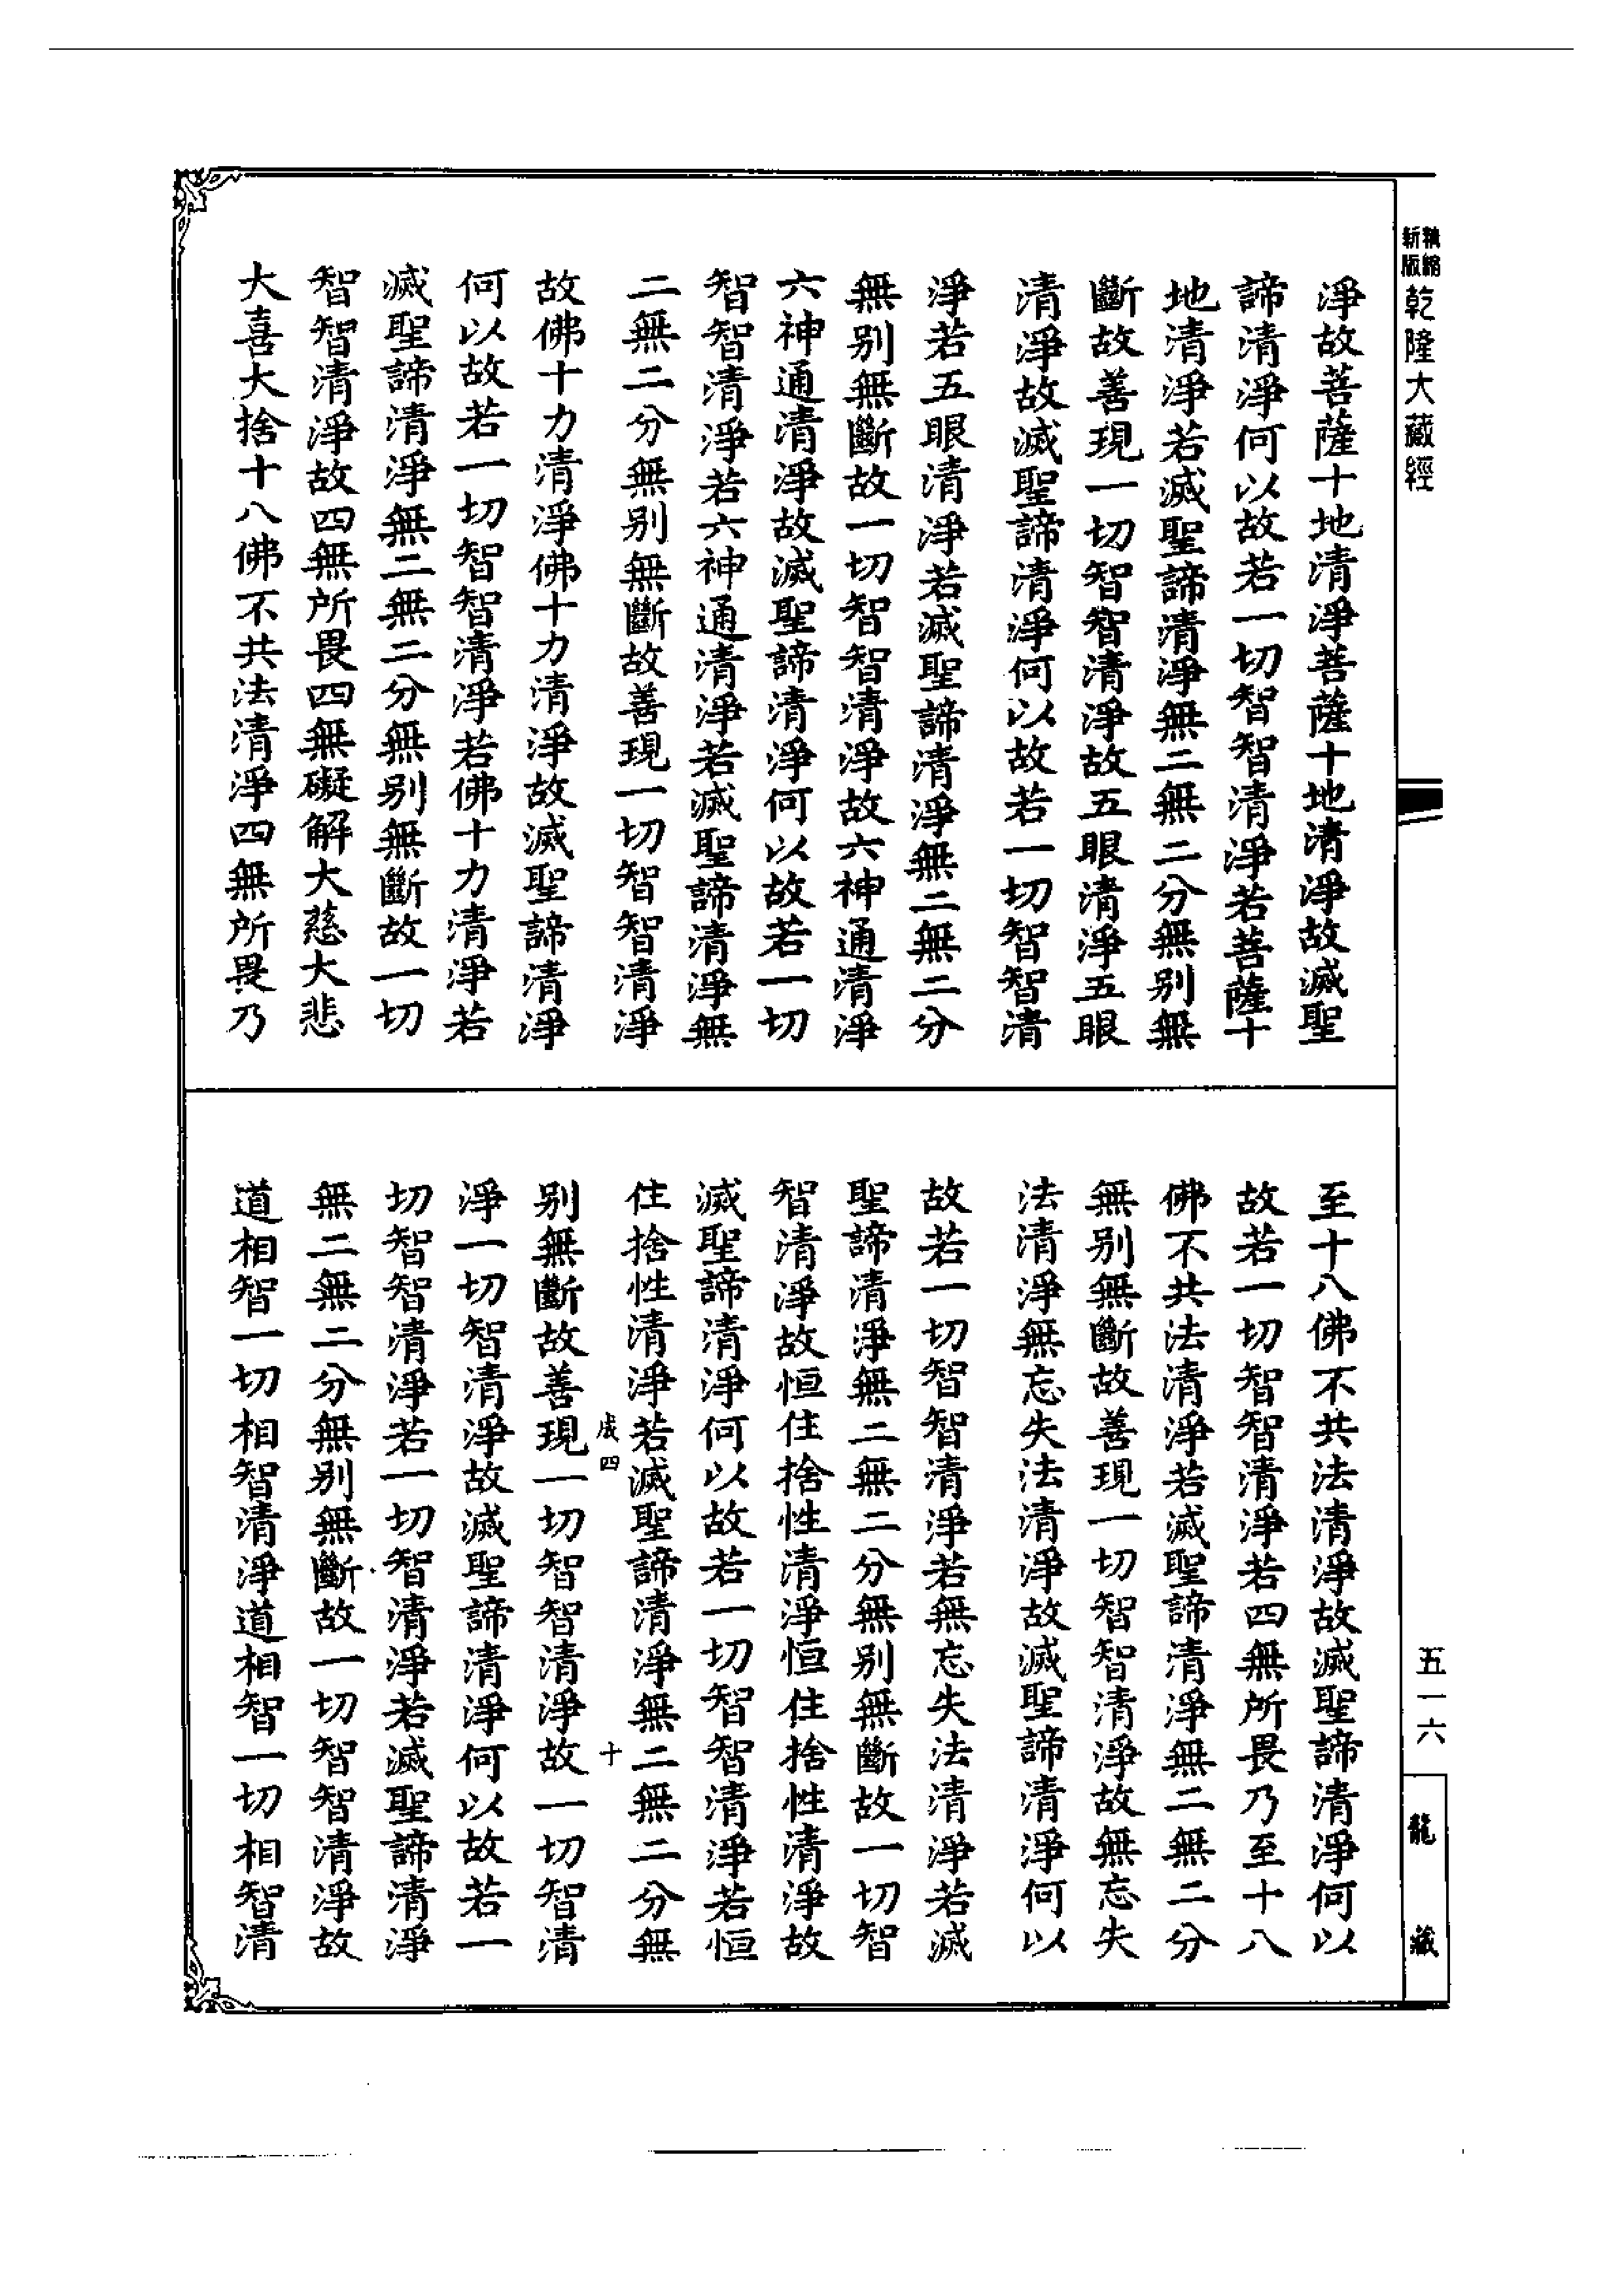 精縮新版乾隆大藏經
淨故菩薩十地清淨菩薩十地清淨故滅聖
諦清淨何以故若一切智智清淨若菩薩十
地清淨若滅聖諦清淨無二無二分無別無
斷故善現一切智智清淨故五眼清淨五眼
清淨故滅聖諦清淨何以故若一切智智清
淨若五眼清淨若滅聖諦清淨無二無二分
無別無斷故一切智智清淨故六神通清淨
六神通清淨故滅聖諦清淨何以故若一切
智智清淨若六神通清淨若滅聖諦清淨無
二無二分無別無斷故善現一切智智清淨
故佛十力清淨佛十力清淨故滅聖諦清淨
何以故若一切智智清淨若佛十力清淨若
滅聖諦清淨無二無二分無別無斷故一切
智智清淨故四無所畏四無礙解大慈大悲
大喜大捨十八佛不共法清淨四無所畏乃
至十八佛不共法清淨故滅聖諦清淨何以
故若一切智智清淨若四無所畏乃至十八
佛不共法清淨若滅聖諦清淨無二無二分
無別無斷故善現一切智智清淨故無忘失
法清淨無忘失法清淨故滅聖諦清淨何以
故若一切智智清淨若無忘失法清淨若滅
聖諦清淨無二無二分無別無斷故一切智
智清淨故恒住捨性清淨恒住捨性清淨故
滅聖諦清淨何以故若一切智智清淨若恒
住捨性清淨若滅聖諦清淨無二無二分無
歲四 十
別無斷故善現一切智智清淨故一切智清
淨一切智清淨故滅聖諦清淨何以故若一
切智智清淨若一切智清淨若滅聖諦清淨
無二無二分無別無斷故一切智智清淨故
道相智一切相智清淨道相智一切相智清
五一六
龍藏